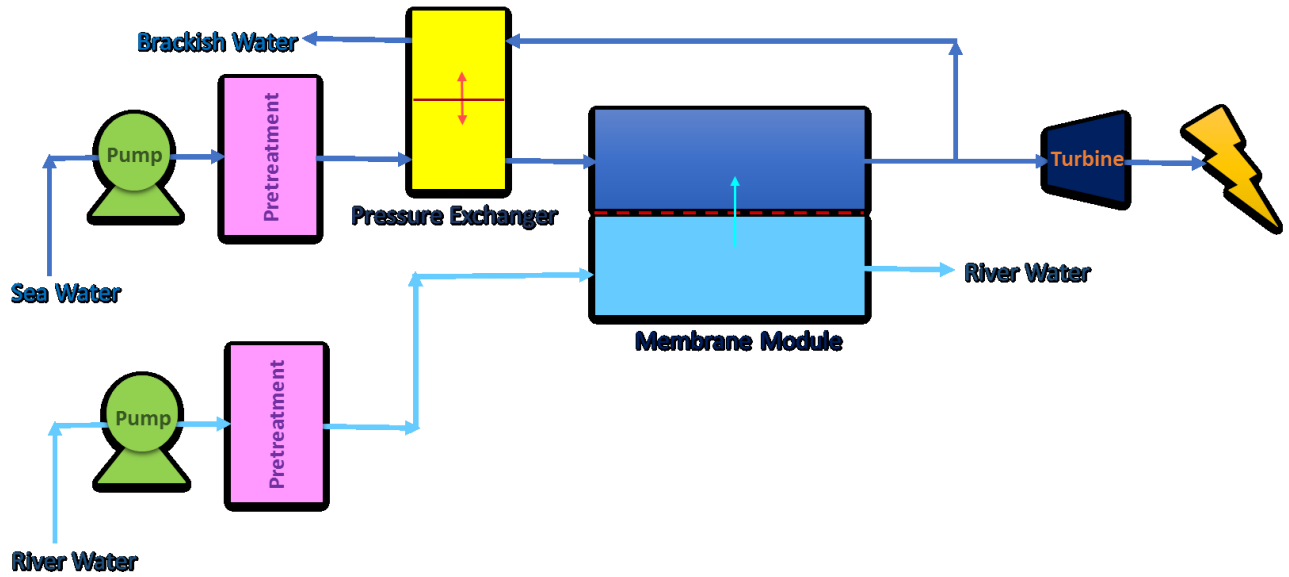 Brackish Water
Pump
Pretreatment
Pressure Exchanger
Turbine
Sea Water
River Water
Membrane Module
Pump
Pretreatment
River Water